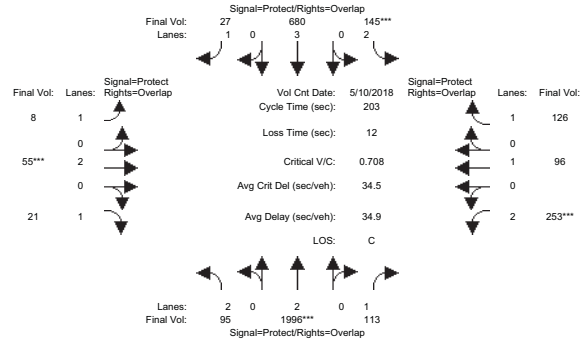 Signal=Protect/Rights=Overlap
Final Vol: 27 680 145***
Lanes: 1 0 3 0 2
Signal=Protect Signal=Protect
Final Vol: Lanes: Rights=Overlap Vol Cnt Date: 5/10/2018 Rights=Overlap Lanes: Final Vol:
Cycle Time (sec): 203
8 1 1 126
0 Loss Time (sec): 12 0
55*** 2 Critical V/C: 0.708 1 96
0 Avg Crit Del (sec/veh): 34.5 0
21 1 Avg Delay (sec/veh): 34.9 2 253***
LOS: C
Lanes: 2 0 2 0 1
Final Vol: 95 1996*** 113
Signal=Protect/Rights=Overlap